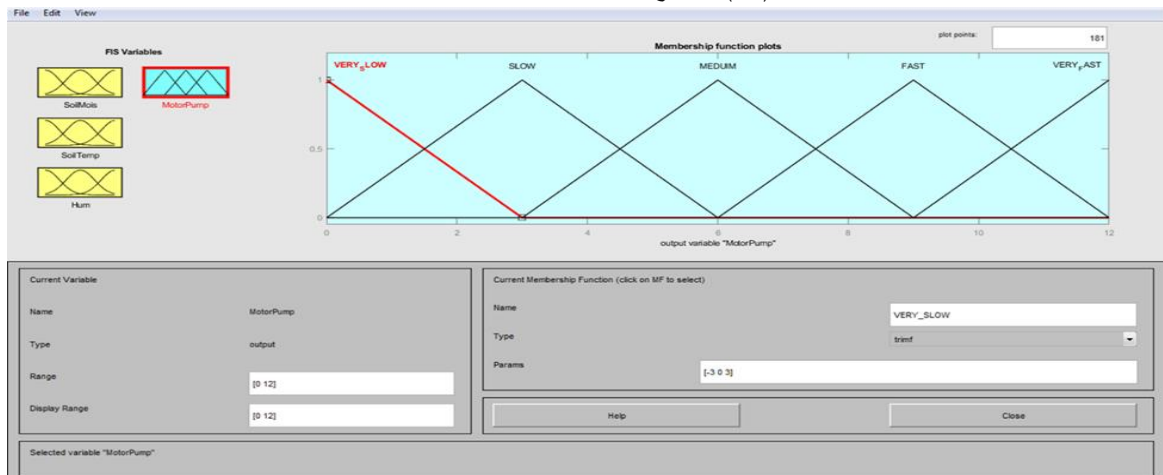 File Edit View
plot points: 181
FIS Variables
Membership function plots
SoilMois
MotorPump
SoilTemp
Hum
VERY_SLOW SLOW MEDUIM FAST VERY_FAST
1
0.5
0
0 2 4 6 8 10 12
output variable "MotorPump"
Current Variable
Name MotorPump
Type output
Range [0 12]
Display Range [0 12]
Current Membership Function (click on MF to select)
Name VERY_SLOW
Type trimf
Params [-3 0 3]
Help Close
Selected variable "MotorPump"